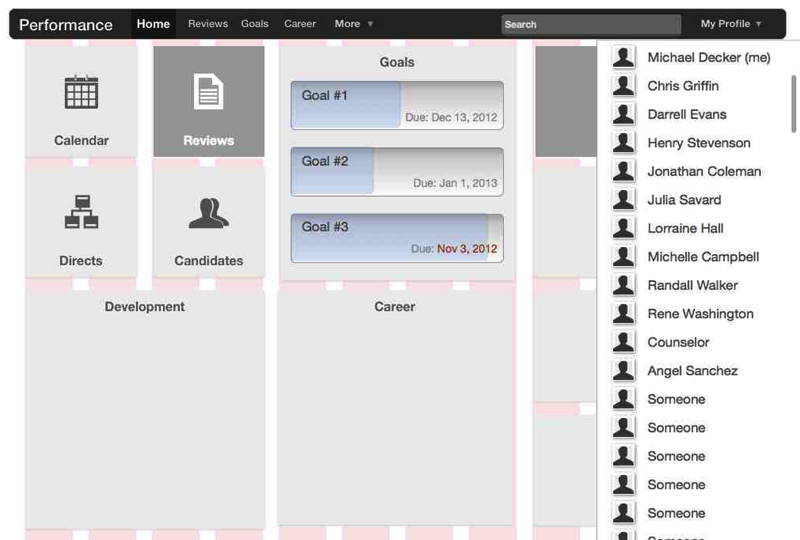 Performance Home Reviews Goals Career More ▼ Search My Profile ▼
Calendar
Reviews
Directs
Candidates
Goals
Goal #1
Due: Dec 13, 2012
Goal #2
Due: Jan 1, 2013
Goal #3
Due: Nov 3, 2012
Development
Career
Michael Decker (me)
Chris Griffin
Darrell Evans
Henry Stevenson
Jonathan Coleman
Julia Savard
Lorraine Hall
Michelle Campbell
Randall Walker
Rene Washington
Counselor
Angel Sanchez
Someone
Someone
Someone
Someone
Someone